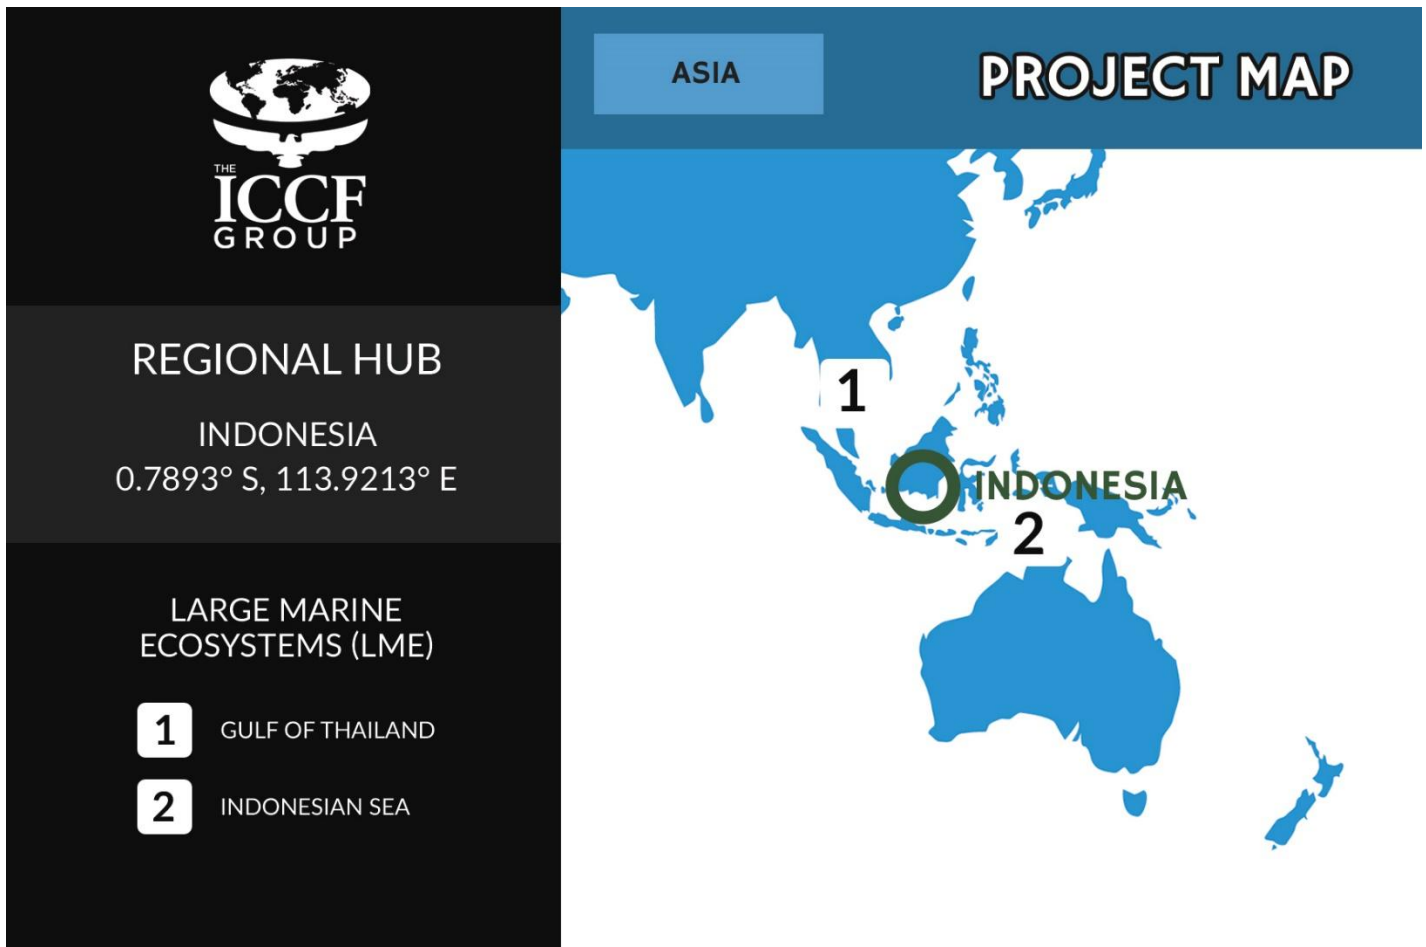 THE
ICCF
GROUP
REGIONAL HUB
INDONESIA
0.7893° S, 113.9213° E
LARGE MARINE
ECOSYSTEMS (LME)
1 GULF OF THAILAND
2 INDONESIAN SEA
ASIA
PROJECT MAP
1
INDONESIA
2